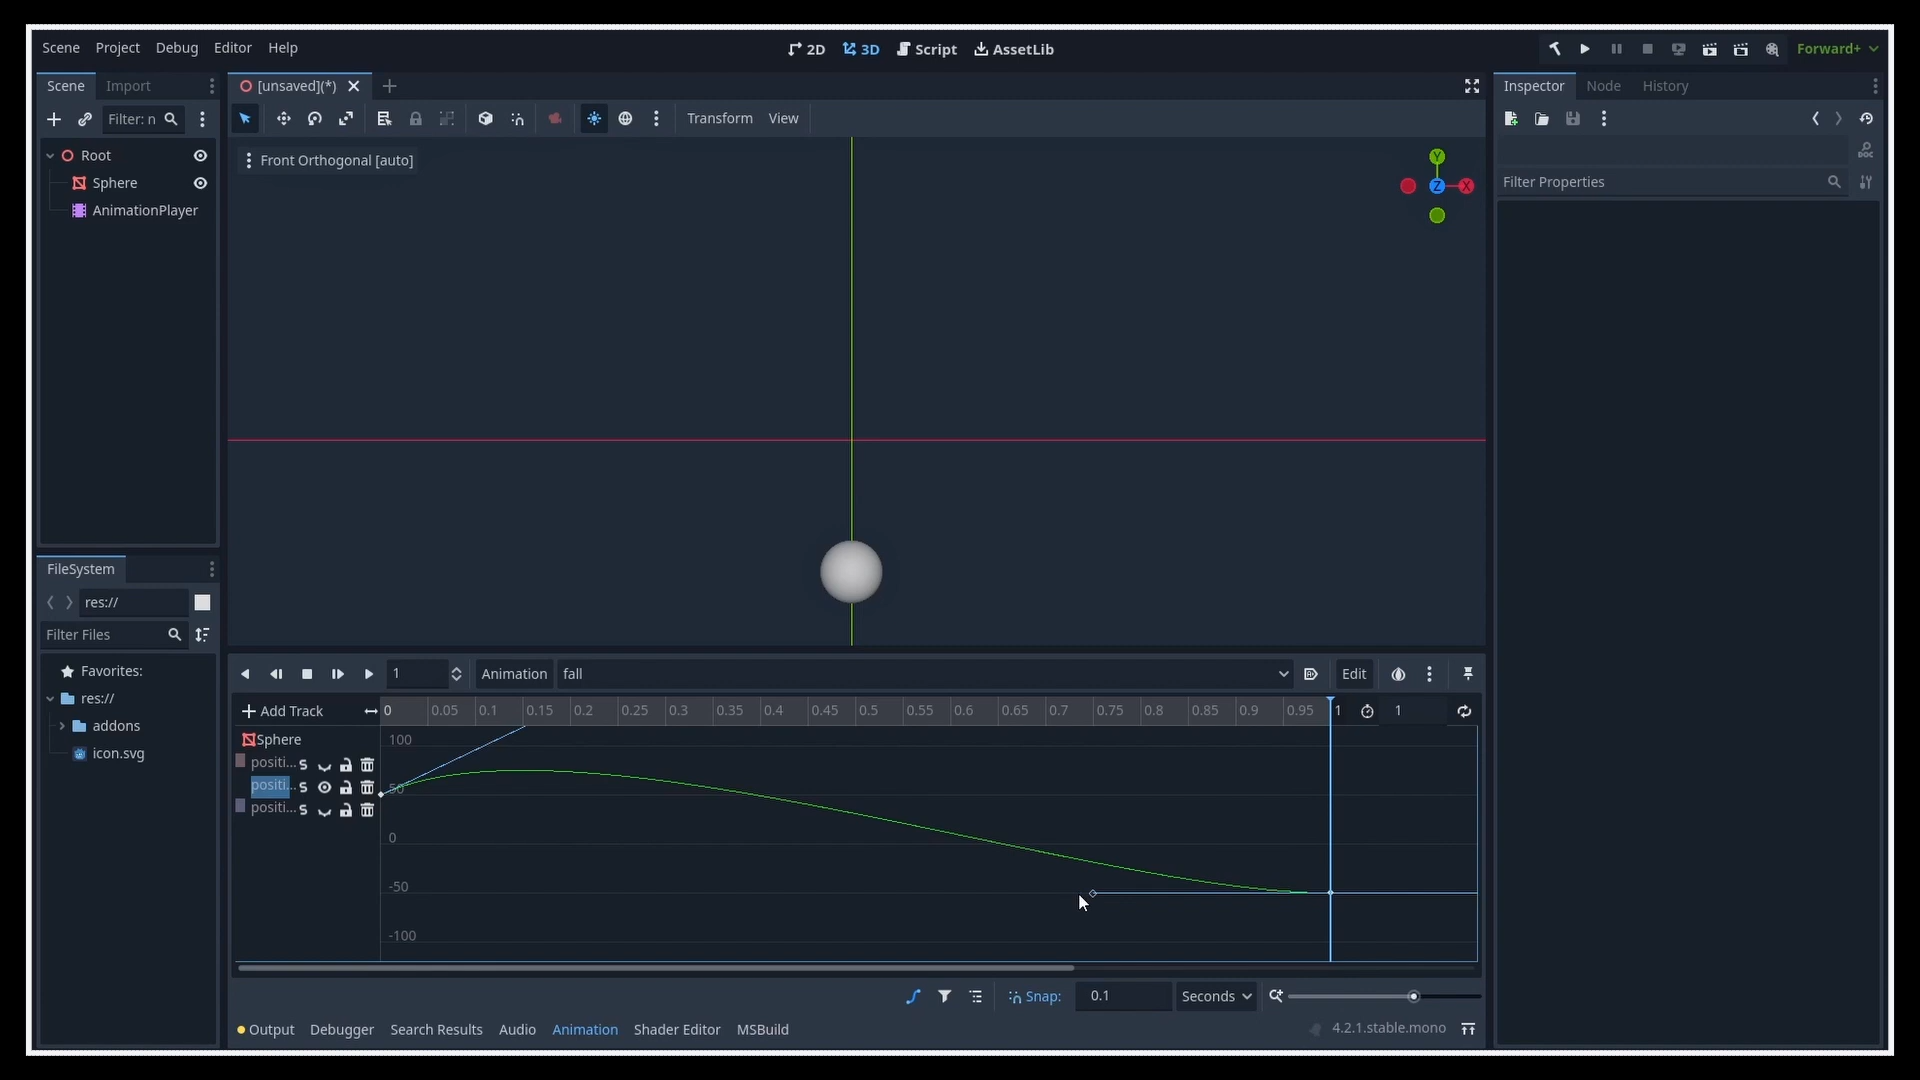 Scene Project Debug Editor Help
2D 3D Script AssetLib
Forward+
Scene Import
[unsaved](*)
Inspector Node History
Filter: n
Transform View
Root
Sphere
AnimationPlayer
Front Orthogonal [auto]
Y
Z X
DOC
Filter Properties
FileSystem
res://
Filter Files
Favorites:
res://
addons
icon.svg
1 Animation fall Edit
Add Track 0 0.05 0.1 0.15 0.2 0.25 0.3 0.35 0.4 0.45 0.5 0.55 0.6 0.65 0.7 0.75 0.8 0.85 0.9 0.95 1 1
Sphere
positi... S
positi... S
positi... S
100
50
0
-50
-100
Snap: 0.1 Seconds
Output Debugger Search Results Audio Animation Shader Editor MSBuild 4.2.1.stable.mono